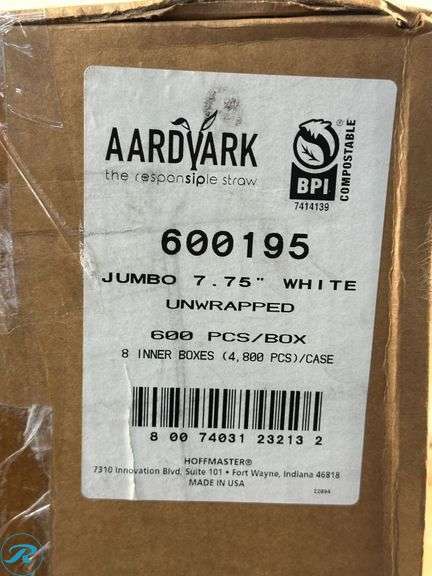 AARDVARK
the responsiple straw
BPI
COMPOSTABLE
7414139
600195
JUMBO 7.75" WHITE
UNWRAPPED
600 PCS/BOX
8 INNER BOXES (4,800 PCS)/CASE
8 00 74031 23213 2
HOFFMASTER®
7310 Innovation Blvd, Suite 101 • Fort Wayne, Indiana 46818
MADE IN USA